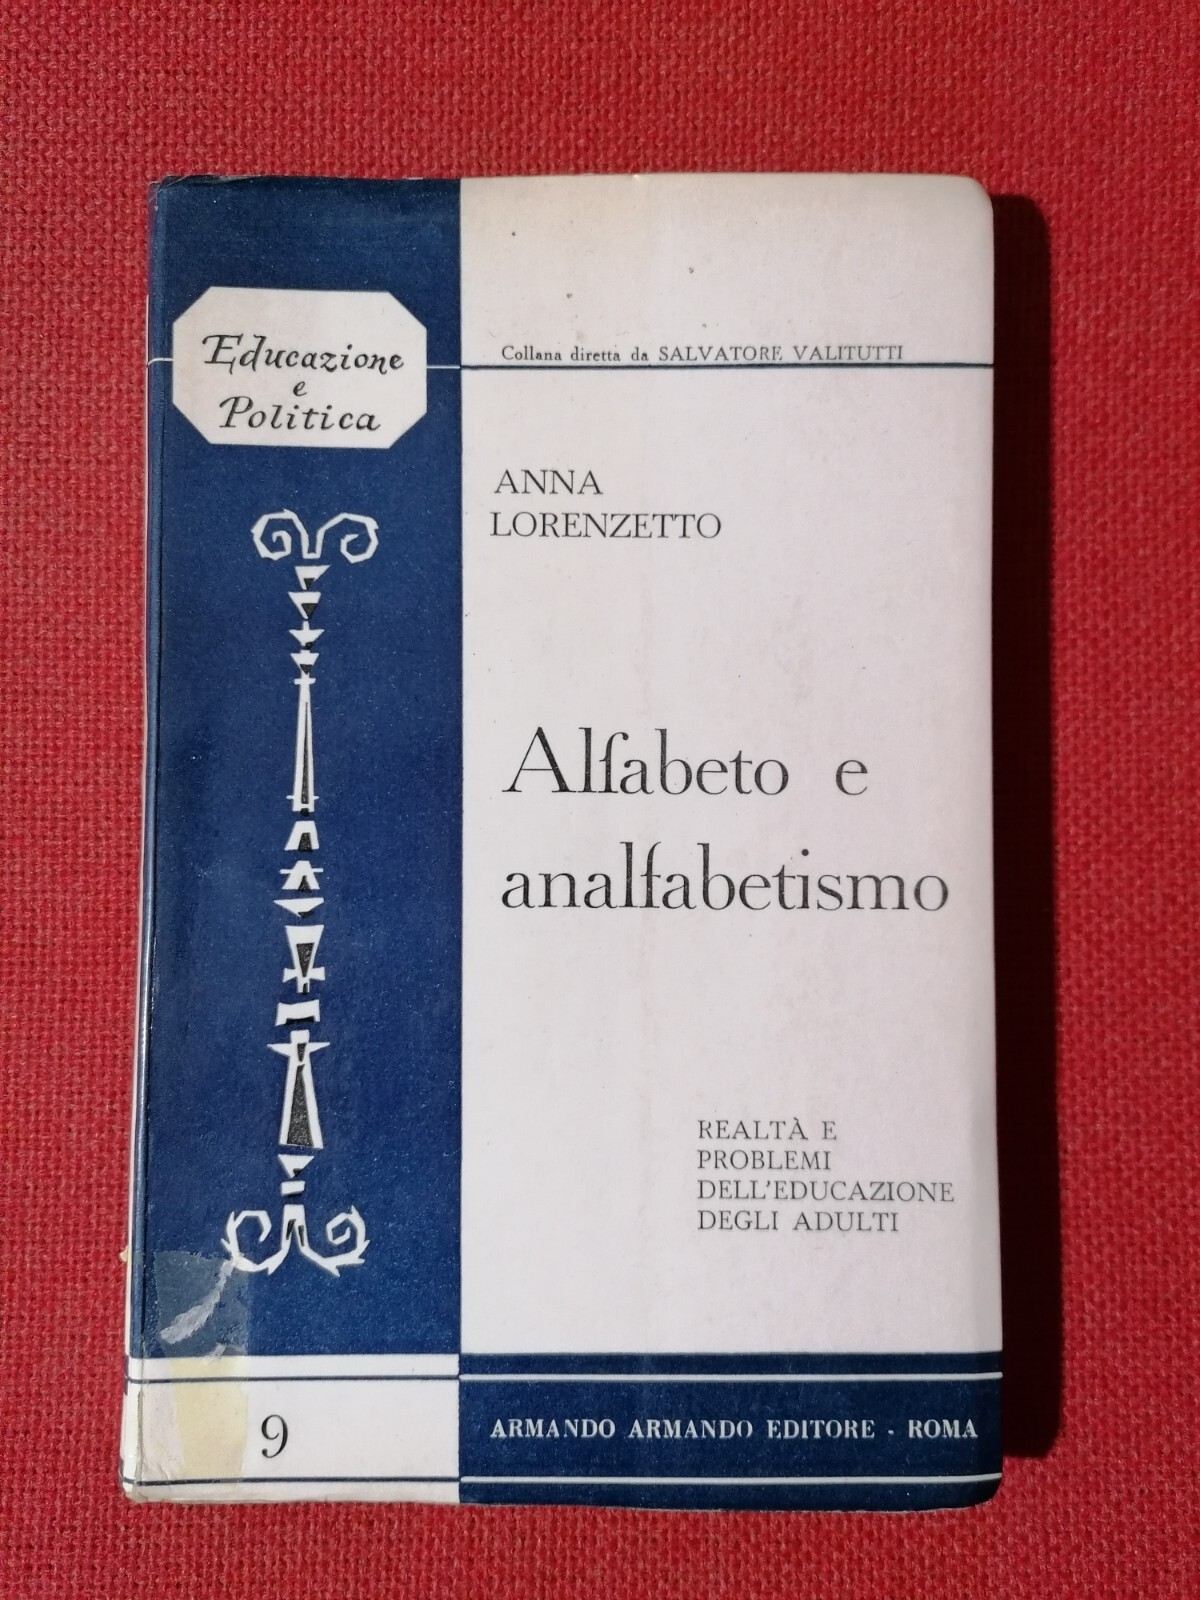 Educazione
e
Politica
Collana diretta da SALVATORE VALITUTTI
ANNA
LORENZETTO
Alfabeto e
analfabetismo
REALTÀ E
PROBLEMI
DELL'EDUCAZIONE
DEGLI ADULTI
9
ARMANDO ARMANDO EDITORE - ROMA